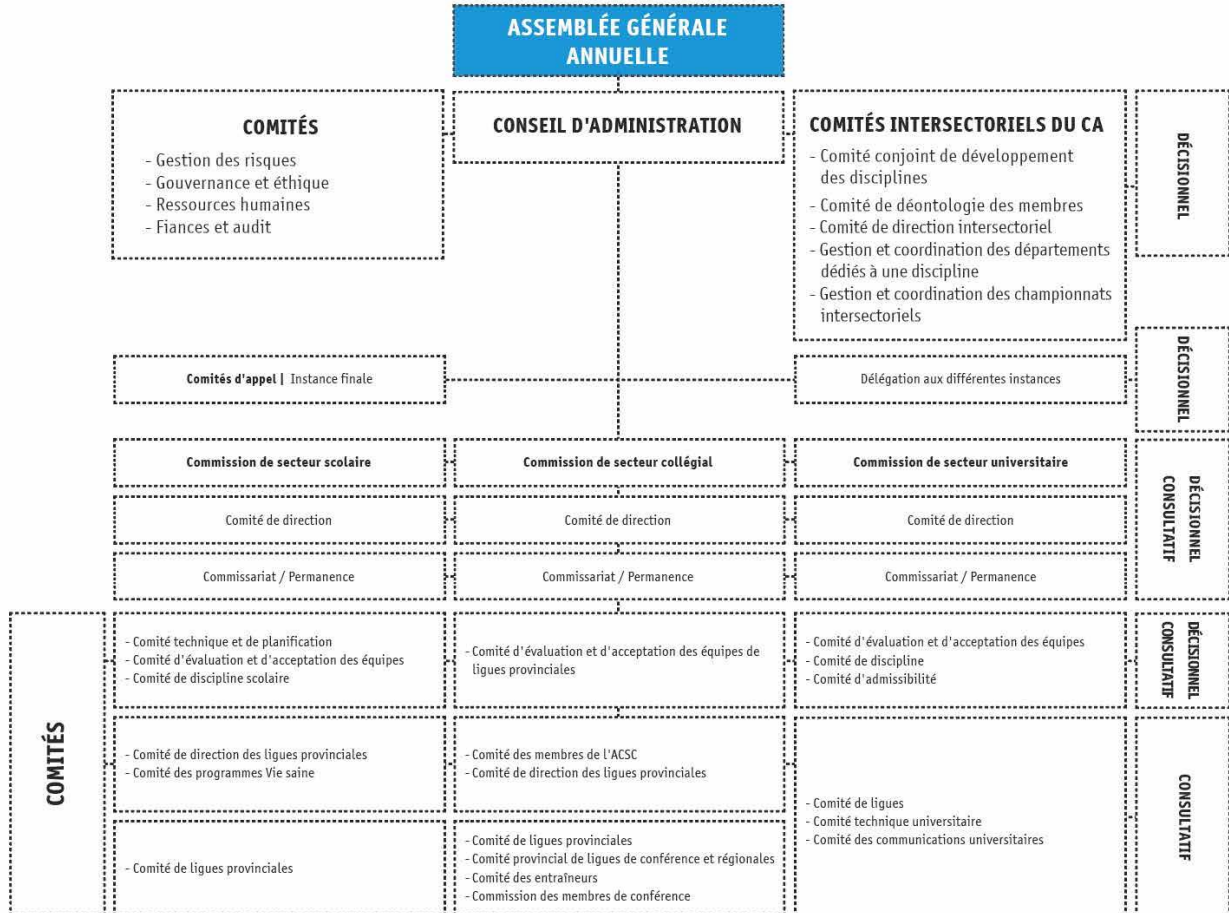 ASSEMBLÉE GÉNÉRALE
ANNUELLE
COMITÉS
- Gestion des risques
- Gouvernance et éthique
- Ressources humaines
- Fiances et audit
CONSEIL D'ADMINISTRATION
COMITÉS INTERSECTORIELS DU CA
- Comité conjoint de développement
des disciplines
- Comité de déontologie des membres
- Comité de direction intersectoriel
- Gestion et coordination des départements
dédiés à une discipline
- Gestion et coordination des championnats
intersectoriels
DÉCISIONNEL
Comités d'appel | Instance finale
Délégation aux différentes instances
DÉCISIONNEL
Commission de secteur scolaire
Commission de secteur collégial
Commission de secteur universitaire
Comité de direction
Comité de direction
Comité de direction
Commissariat / Permanence
Commissariat / Permanence
Commissariat / Permanence
DÉCISIONNEL
CONSULTATIF
COMITÉS
- Comité technique et de planification
- Comité d'évaluation et d'acceptation des équipes
- Comité de discipline scolaire
- Comité d'évaluation et d'acceptation des équipes de
ligues provinciales
- Comité d'évaluation et d'acceptation des équipes
- Comité de discipline
- Comité d'admissibilité
DÉCISIONNEL
CONSULTATIF
- Comité de direction des ligues provinciales
- Comité des programmes Vie saine
- Comité des membres de l'ACSC
- Comité de direction des ligues provinciales
- Comité de ligues
- Comité technique universitaire
- Comité des communications universitaires
CONSULTATIF
- Comité de ligues provinciales
- Comité de ligues provinciales
- Comité provincial de ligues de conférence et régionales
- Comité des entraîneurs
- Commission des membres de conférence